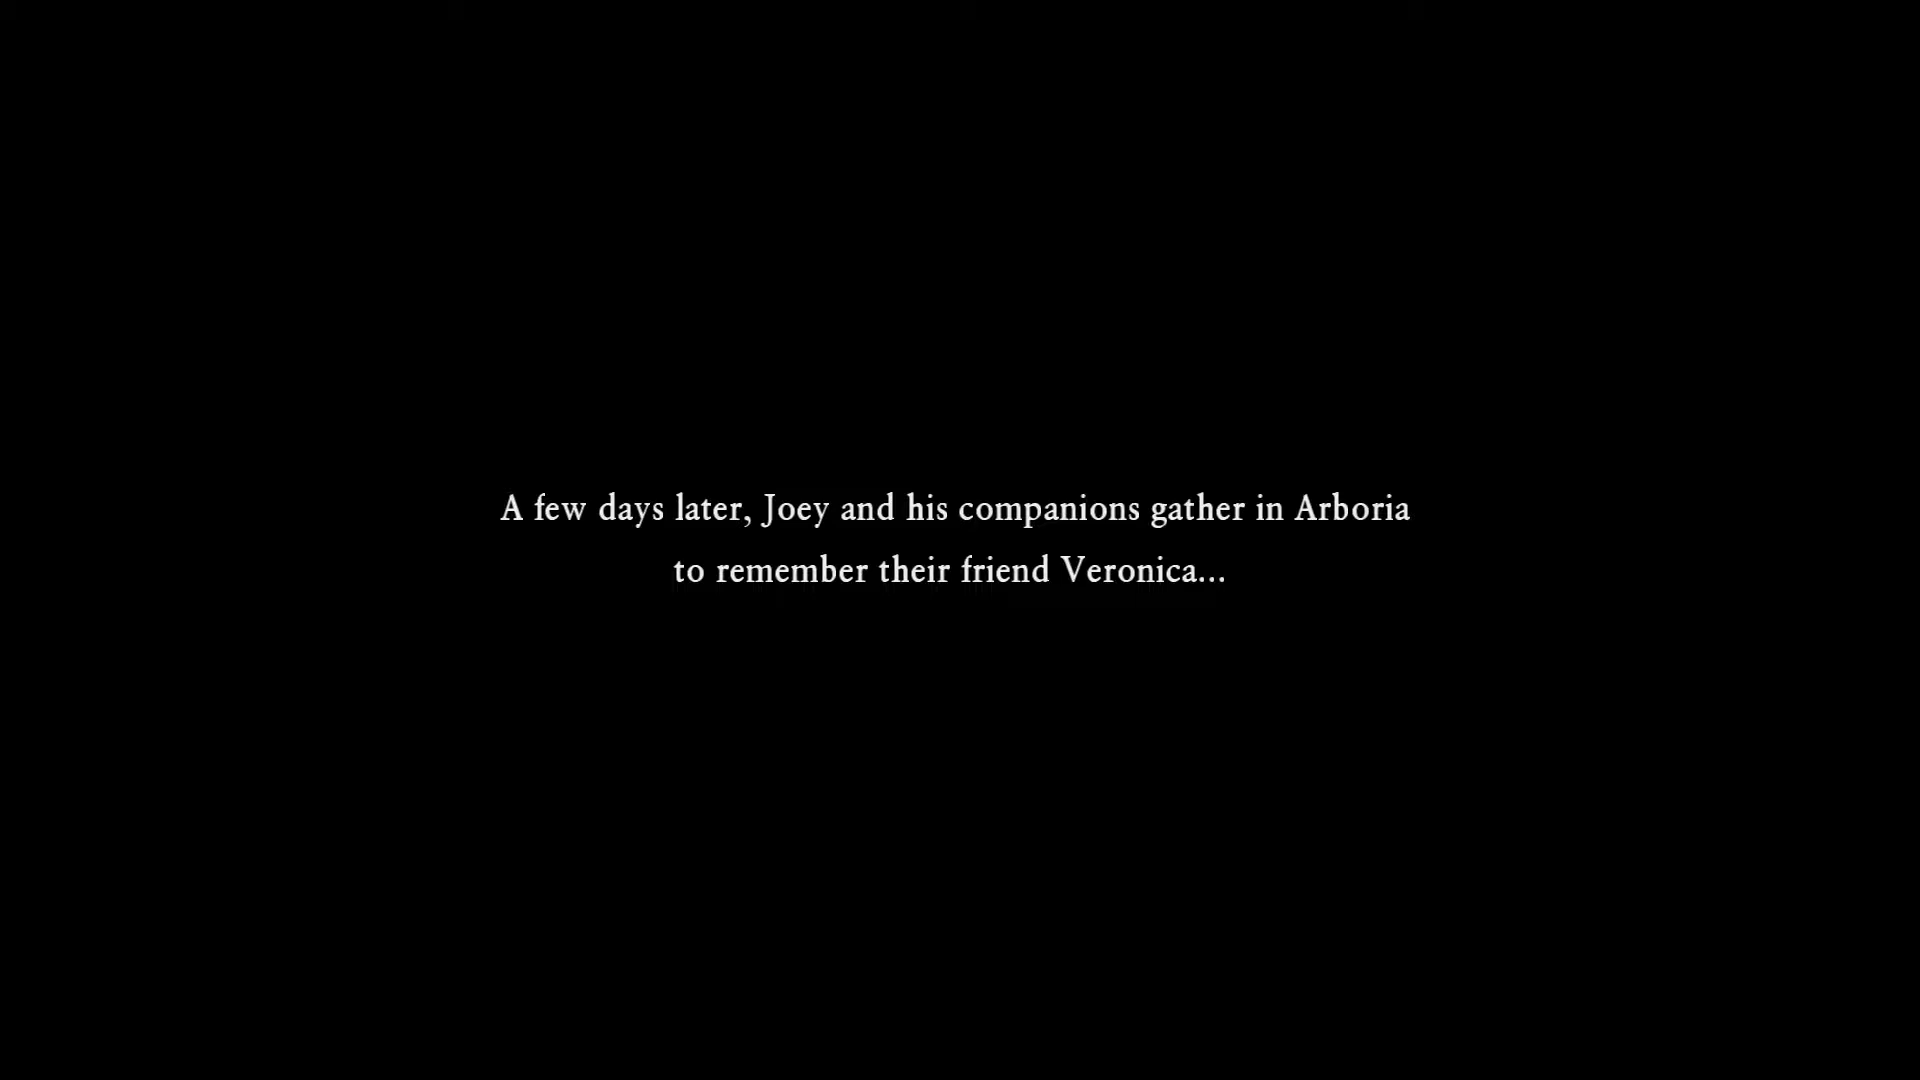 A few days later, Joey and his companions gather in Arboria
to remember their friend Veronica...